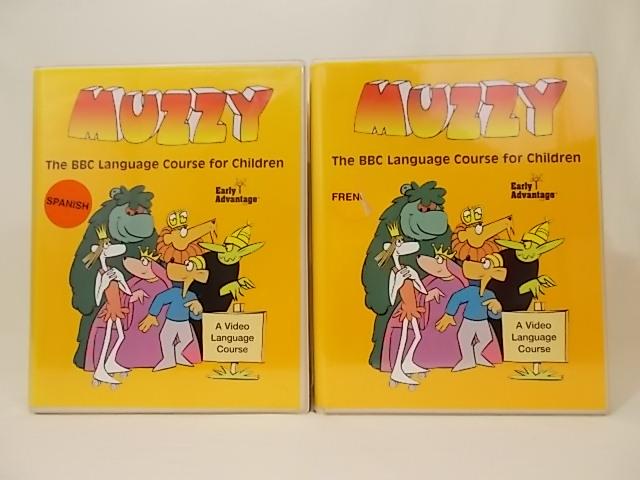 MUZZY
The BBC Language Course for Children
SPANISH
Early
Advantage
A Video
Language
Course
MUZZY
The BBC Language Course for Children
FREN
Early
Advantage
A Video
Language
Course